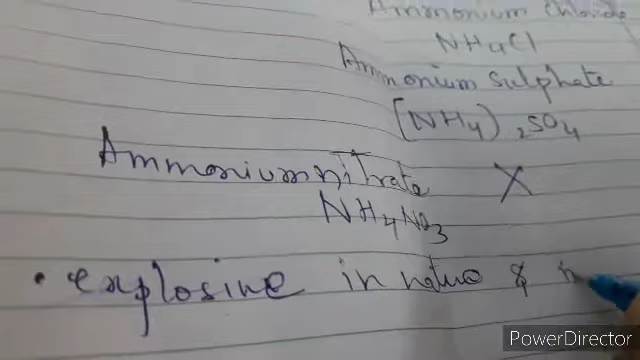 Ammonium chloride
NH4Cl
Ammonium sulphate
(NH4)2SO4
Ammonium nitrate X
NH4NO3
• explosive in nature &
PowerDirector